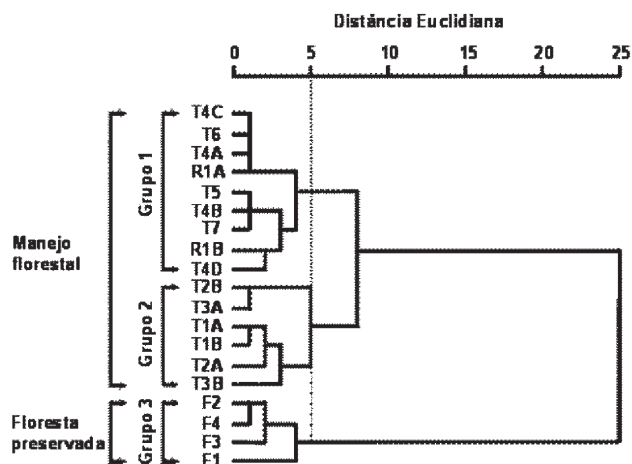 Distância Euclidiana
0 5 10 15 20 25
T4C
T6
T4A
R1A
T5
T4B
T7
R1B
T4D
T2B
T3A
T1A
T1B
T2A
T3B
F2
F4
F3
F1
Grupo 1
Grupo 2
Grupo 3
Manejo
florestal
Floresta
preservada